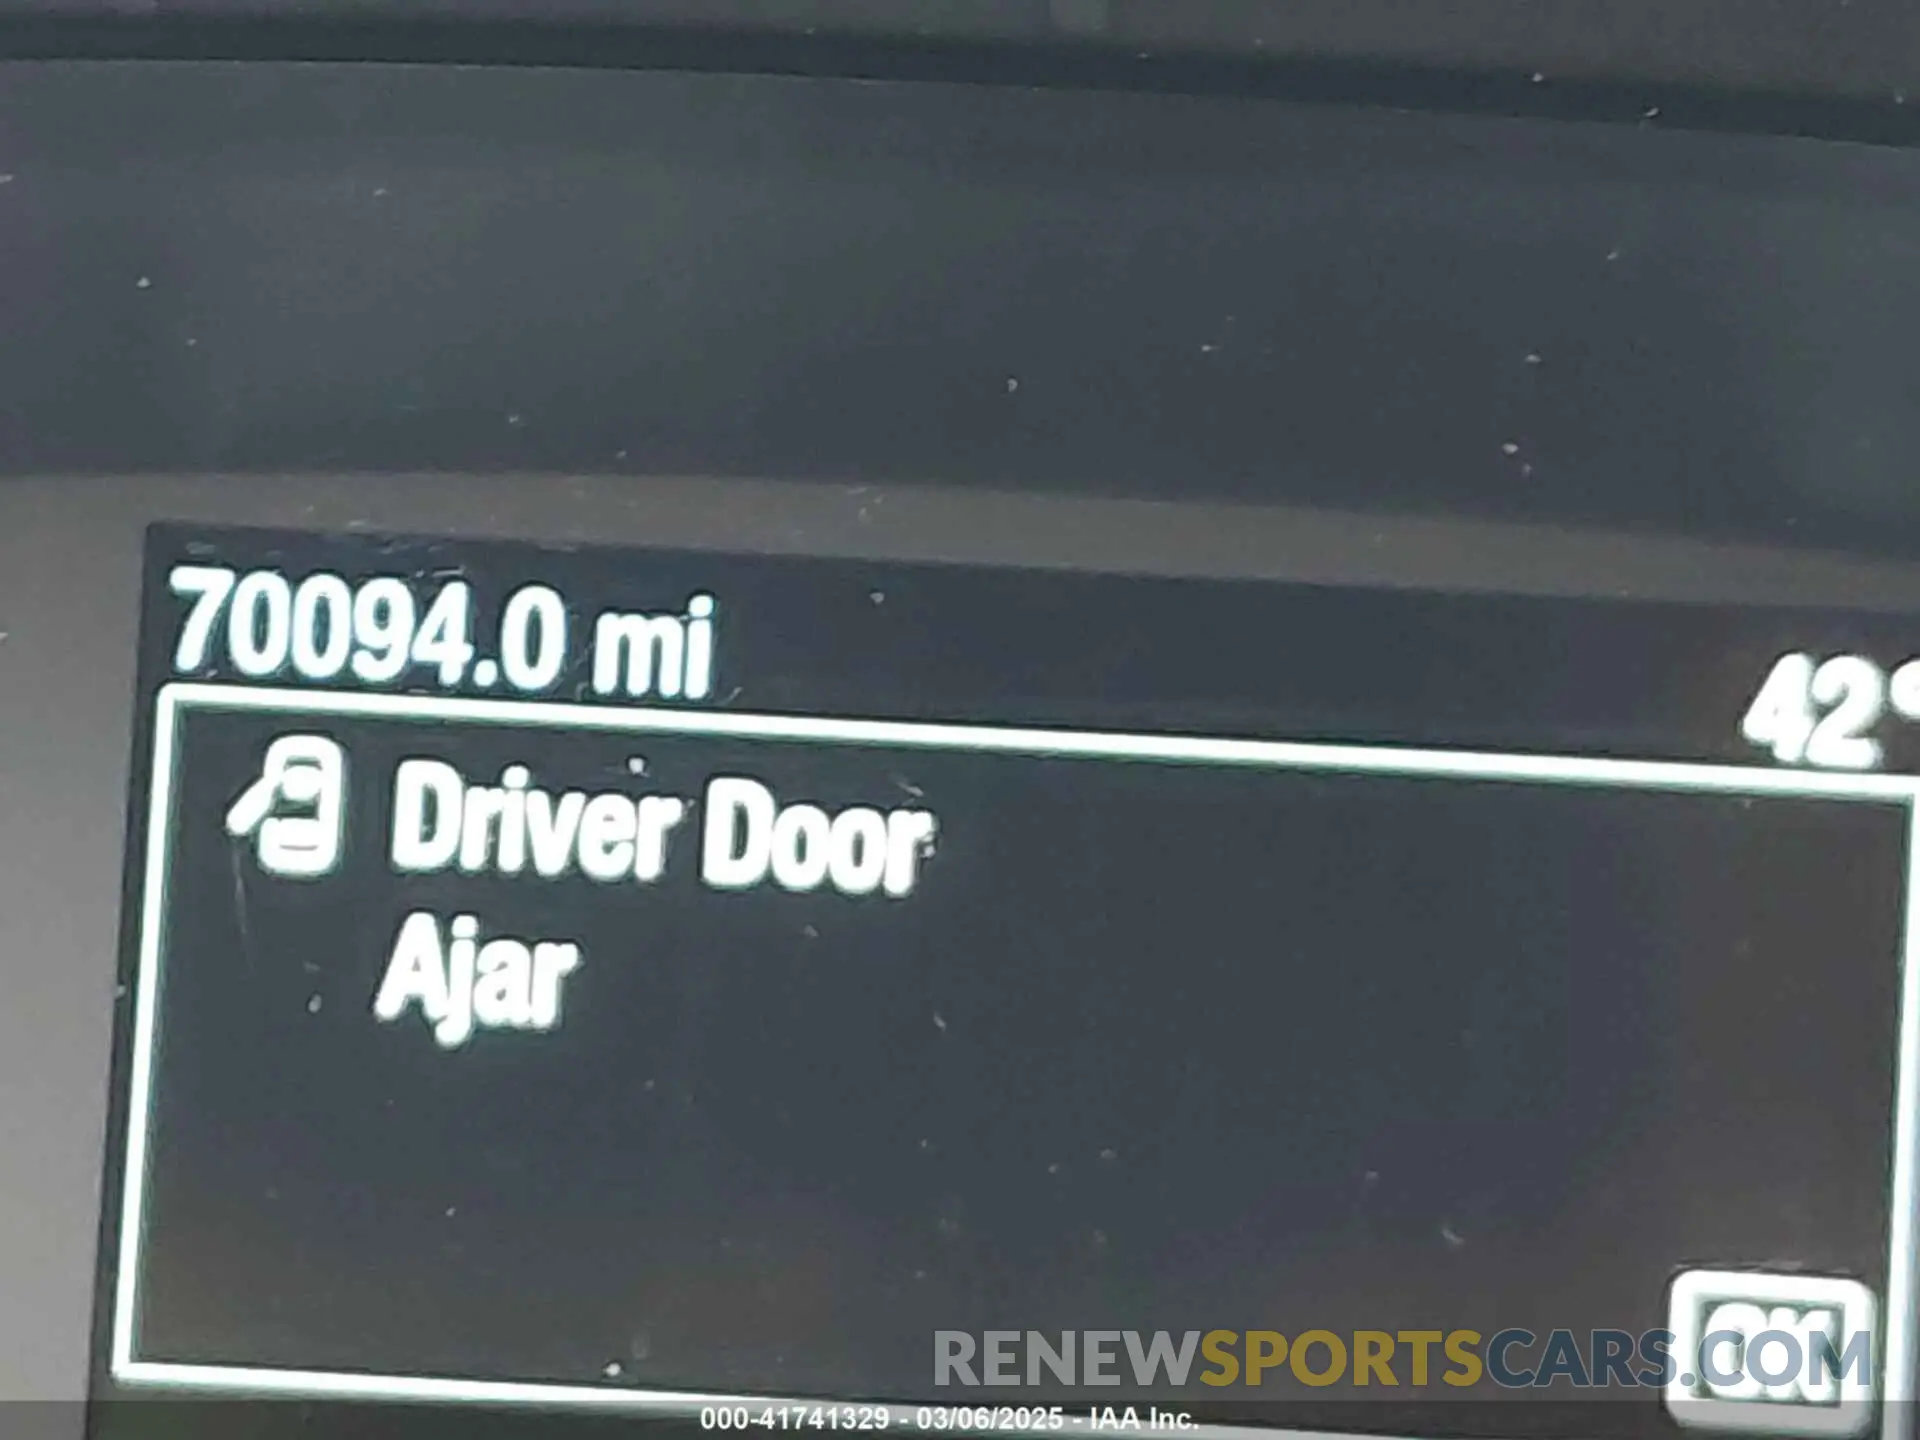 70094.0 mi
42°
Driver Door
Ajar
OK
RENEWSPORTSCARS.COM
000-41741329 - 03/06/2025 - IAA Inc.